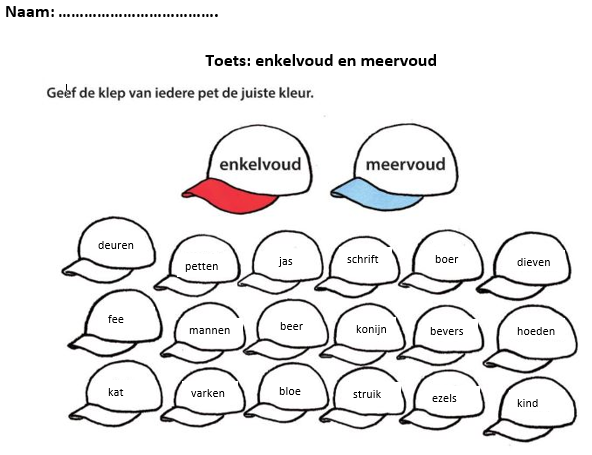 Naam: ……………………………….
Toets: enkelvoud en meervoud
Geef de klep van iedere pet de juiste kleur.
enkelvoud meervoud
deuren petten jas schrift boer dieven
fee mannen beer konijn bevers hoeden
kat varken bloe struik ezels kind